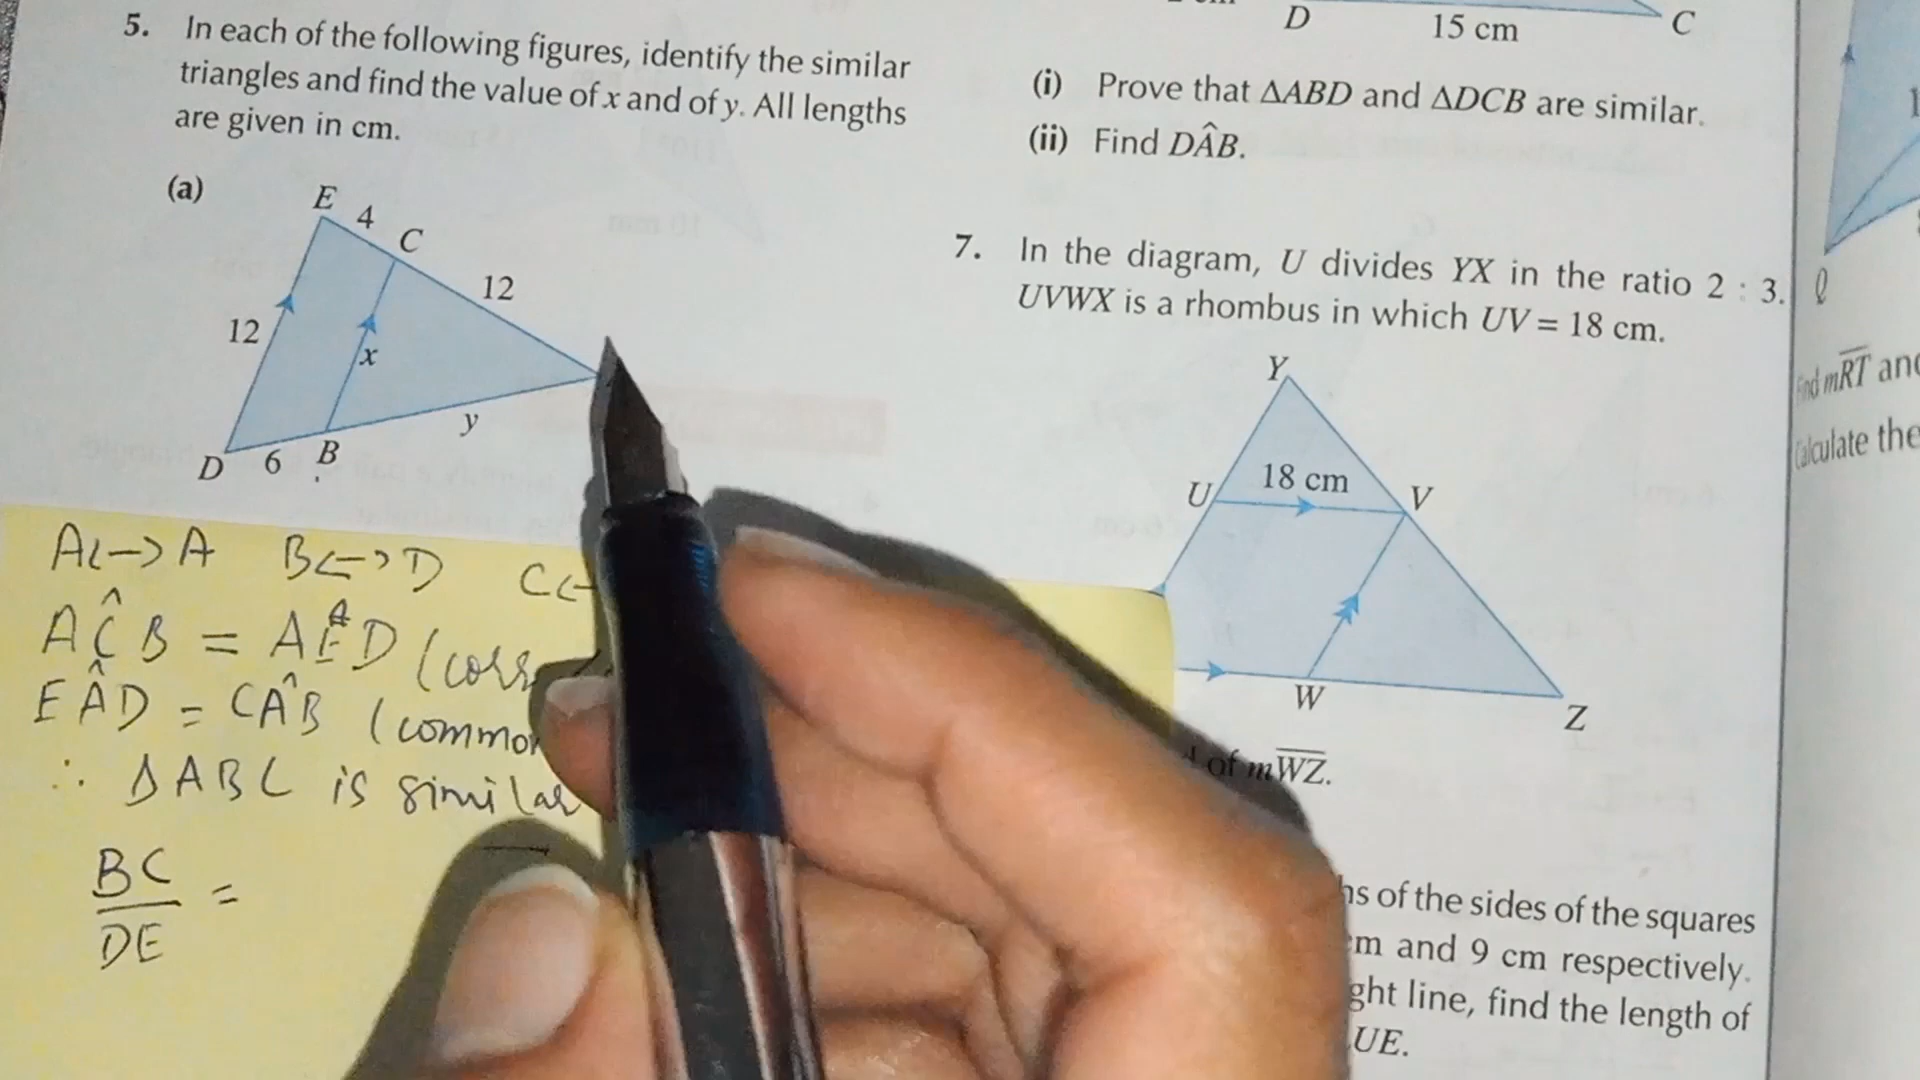 5. In each of the following figures, identify the similar
triangles and find the value of x and of y. All lengths
are given in cm.
(a)
E 4 C
12
12
x
y
D 6 B
A<->A B<->D C<-
AĈB = AÊD (corr
EÂD = CÂB (common
∴ ΔABC is similar
BC
DE
=
D 15 cm C
(i) Prove that ΔABD and ΔDCB are similar.
(ii) Find DÂB.
7. In the diagram, U divides YX in the ratio 2 : 3.
UVWX is a rhombus in which UV = 18 cm.
Y
U 18 cm V
W
Z
of mWZ.
of the sides of the squares
and 9 cm respectively.
line, find the length of
UE.
mRT
the